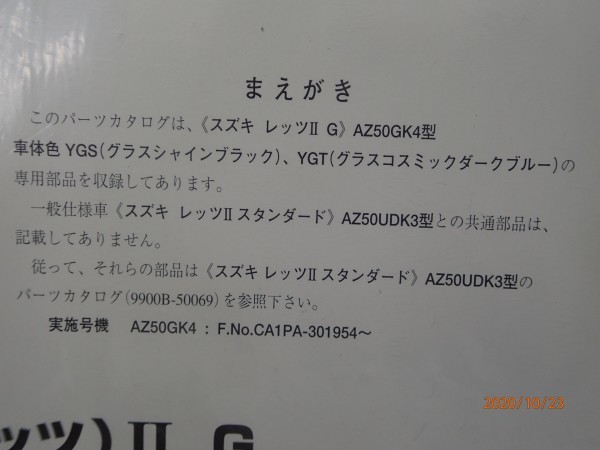 まえがき
このパーツカタログは、《スズキ レッツⅡ G》AZ50GK4型
車体色 YGS(グラスシャインブラック)、YGT(グラスコスミックダークブルー)の
専用部品を収録してあります。
一般仕様車《スズキ レッツⅡ スタンダード》AZ50UDK3型との共通部品は、
記載してありません。
従って、それらの部品は《スズキ レッツⅡ スタンダード》AZ50UDK3型の
パーツカタログ(9900B-50069)を参照下さい。
実施号機 AZ50GK4 : F.No.CA1PA-301954〜
ッツ)Ⅱ G
2020/10/23